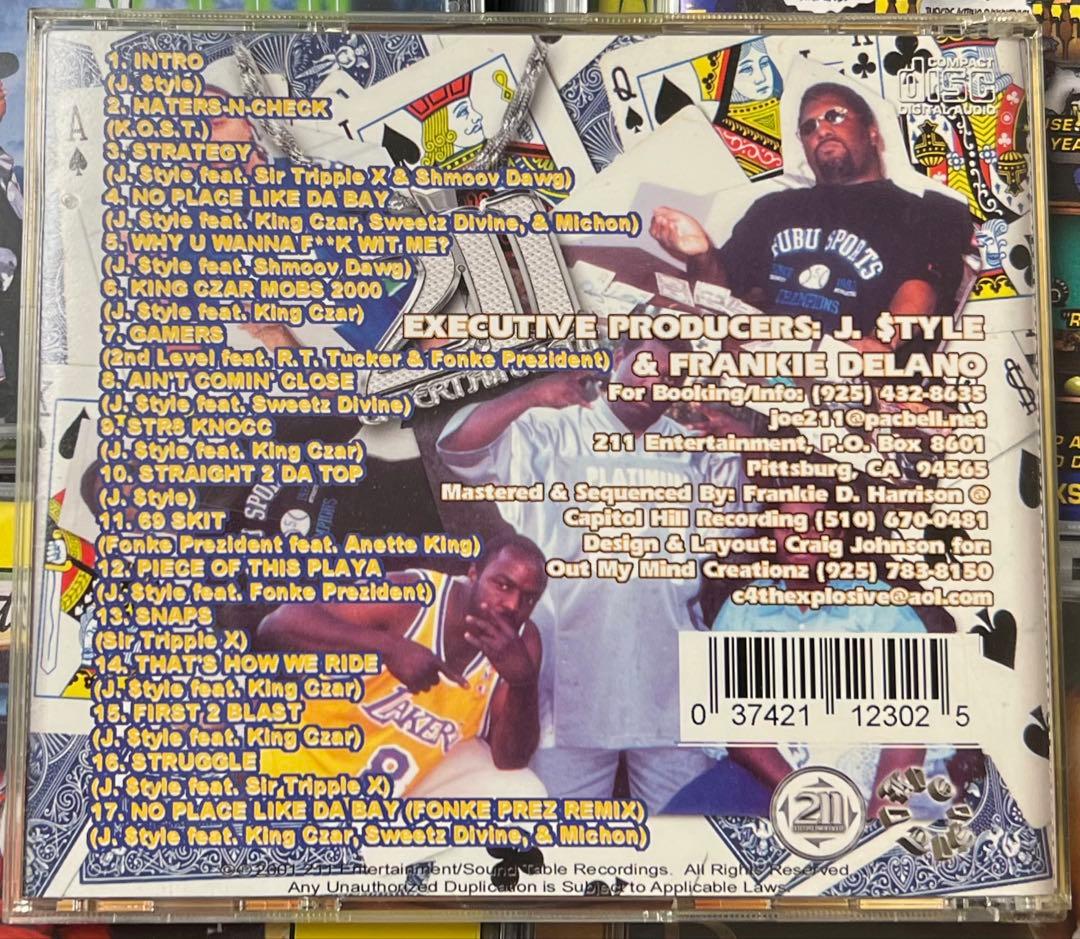 1. INTRO
(J. $tyle)
2. HATERS-N-CHECK
(K.O.S.T.)
3. STRATEGY
(J. $tyle feat. Sir Tripple X & Shmoov Dawg)
4. NO PLACE LIKE DA BAY
(J. $tyle feat. King Czar, Sweetz Divine, & Michon)
5. WHY U WANNA F**K WIT ME?
(J. $tyle feat. Shmoov Dawg)
6. KING CZAR MOBS 2000
(J. $tyle feat. King Czar)
7. GAMERS
(2nd Level feat. R.T. Tucker & Fonke Prezident)
8. AIN'T COMIN' CLOSE
(J. $tyle feat. Sweetz Divine)
9. STR8 KNOCC
(J. $tyle feat. King Czar)
10. STRAIGHT 2 DA TOP
(J. $tyle)
11. 69 SKIT
(Fonke Prezident feat. Anette King)
12. PIECE OF THIS PLAYA
(J. $tyle feat. Fonke Prezident)
13. SNAPS
(Sir Tripple X)
14. THAT'S HOW WE RIDE
(J. $tyle feat. King Czar)
15. FIRST 2 BLAST
(J. $tyle feat. King Czar)
16. STRUGGLE
(J. $tyle feat. Sir Tripple X)
17. NO PLACE LIKE DA BAY (FONKE PREZ REMIX)
(J. $tyle feat. King Czar, Sweetz Divine, & Michon)
COMPACT
disc
DIGITAL AUDIO
FUBU SPORTS
CHAMPIONS
211
EXECUTIVE PRODUCERS: J. $TYLE
& FRANKIE DELANO
For Booking/Info: (925) 432-8635
joe211@pacbell.net
211 Entertainment, P.O. Box 8601
Pittsburg, CA 94565
Mastered & Sequenced By: Frankie D. Harrison @
Capitol Hill Recording (510) 670-0481
Design & Layout: Craig Johnson for:
Out My Mind Creationz (925) 783-8150
c4thexplosive@aol.com
PLATINUM
LAKERS
8
0 37421 12302 5
211
2001 211 Entertainment/Sound Table Recordings. All Rights Reserved
Any Unauthorized Duplication is Subject to Applicable Laws.